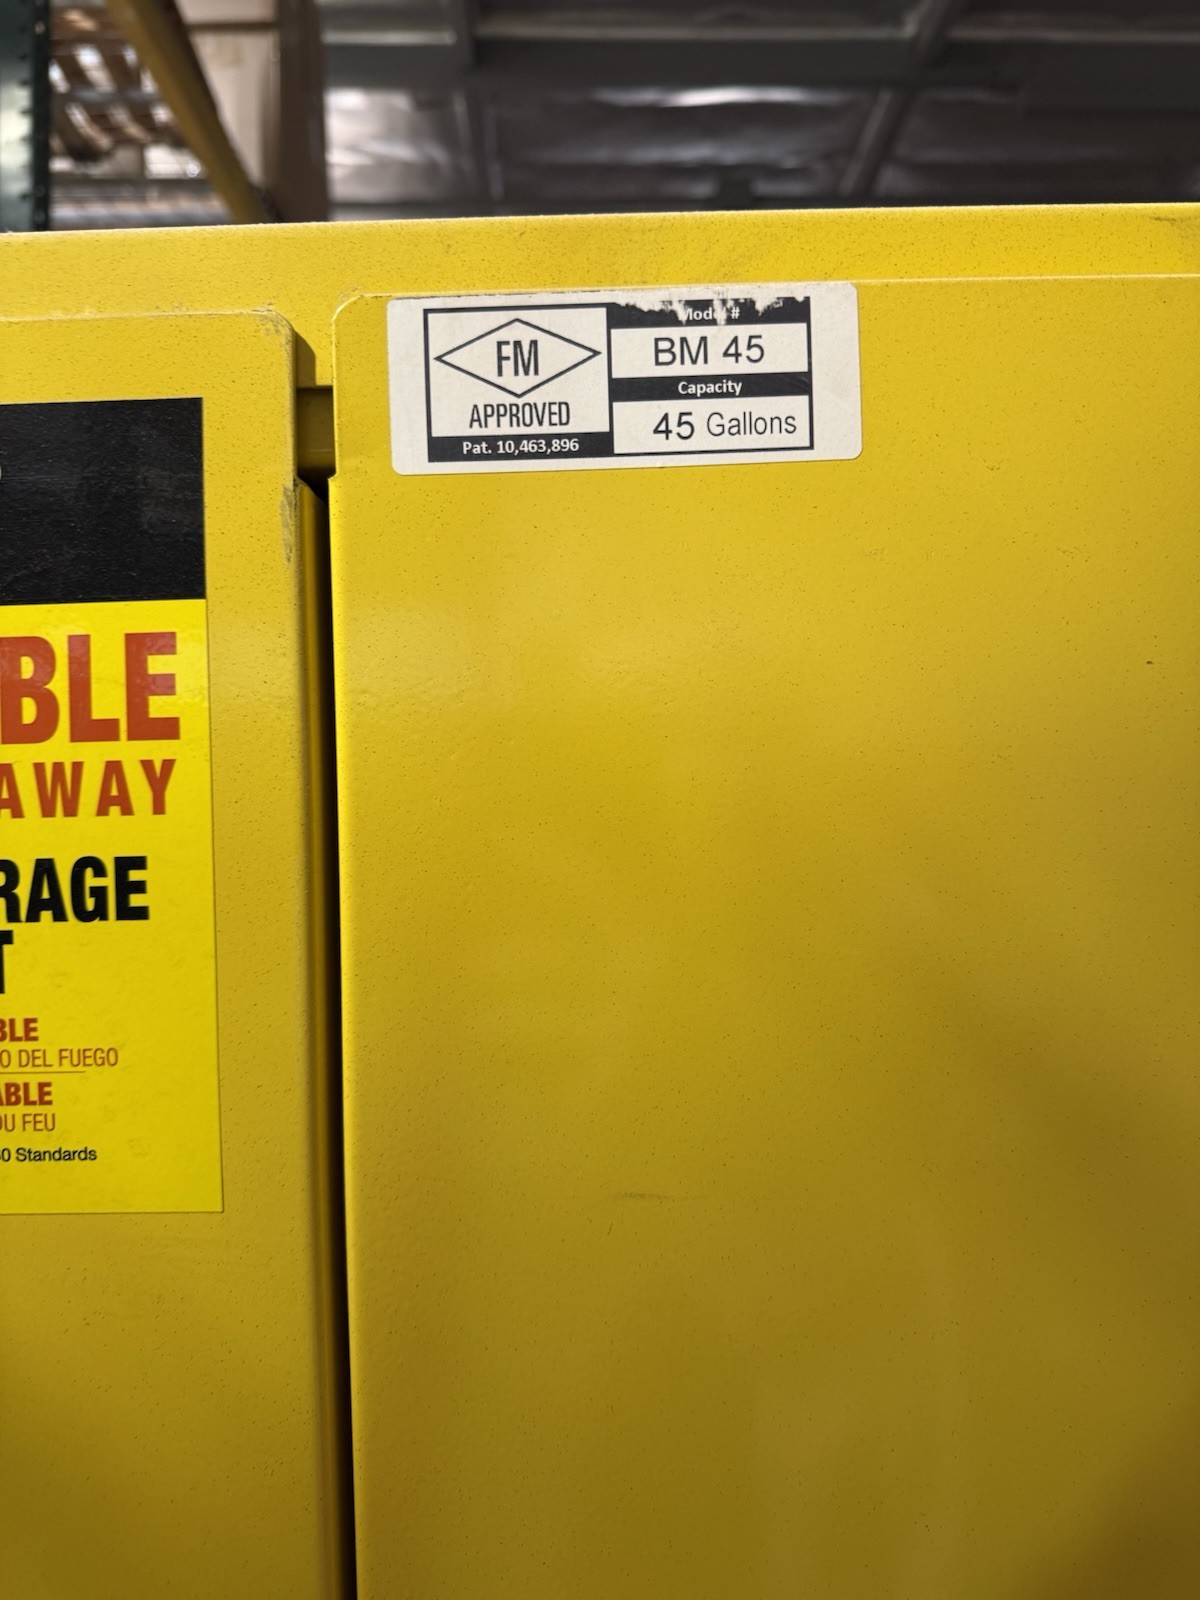 FM
APPROVED
Pat. 10,463,896
Model #
BM 45
Capacity
45 Gallons
BLE
AWAY
RAGE
T
BLE
O DEL FUEGO
ABLE
DU FEU
0 Standards